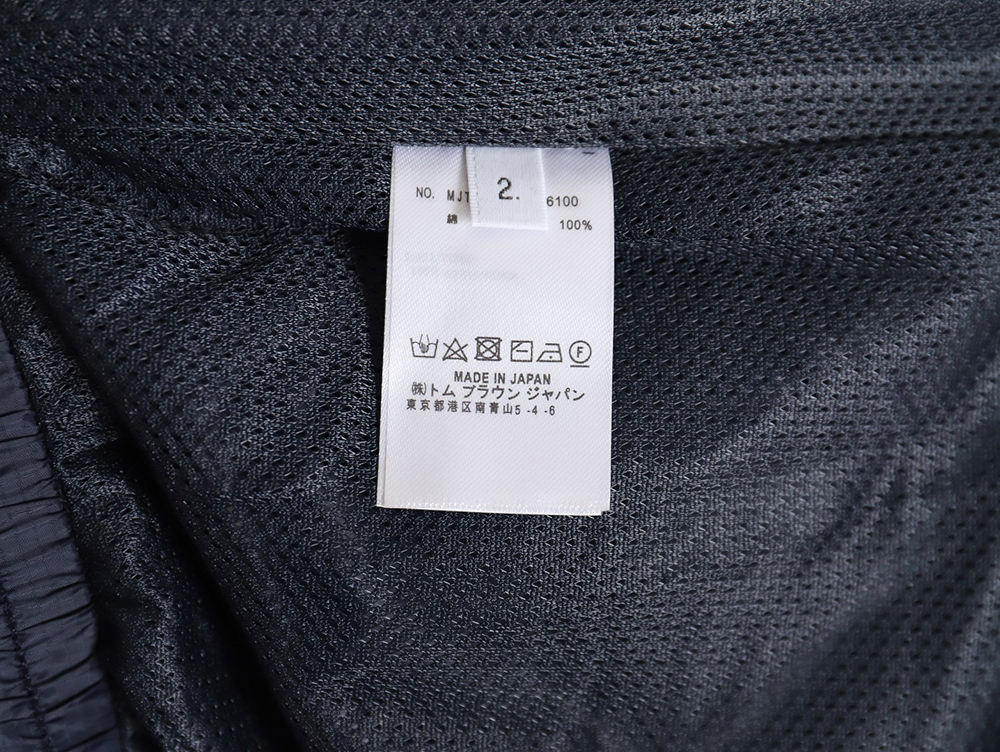 2.
NO. MJT 6100
綿 100%
F
MADE IN JAPAN
㈱トム ブラウン ジャパン
東京都港区南青山5-4-6